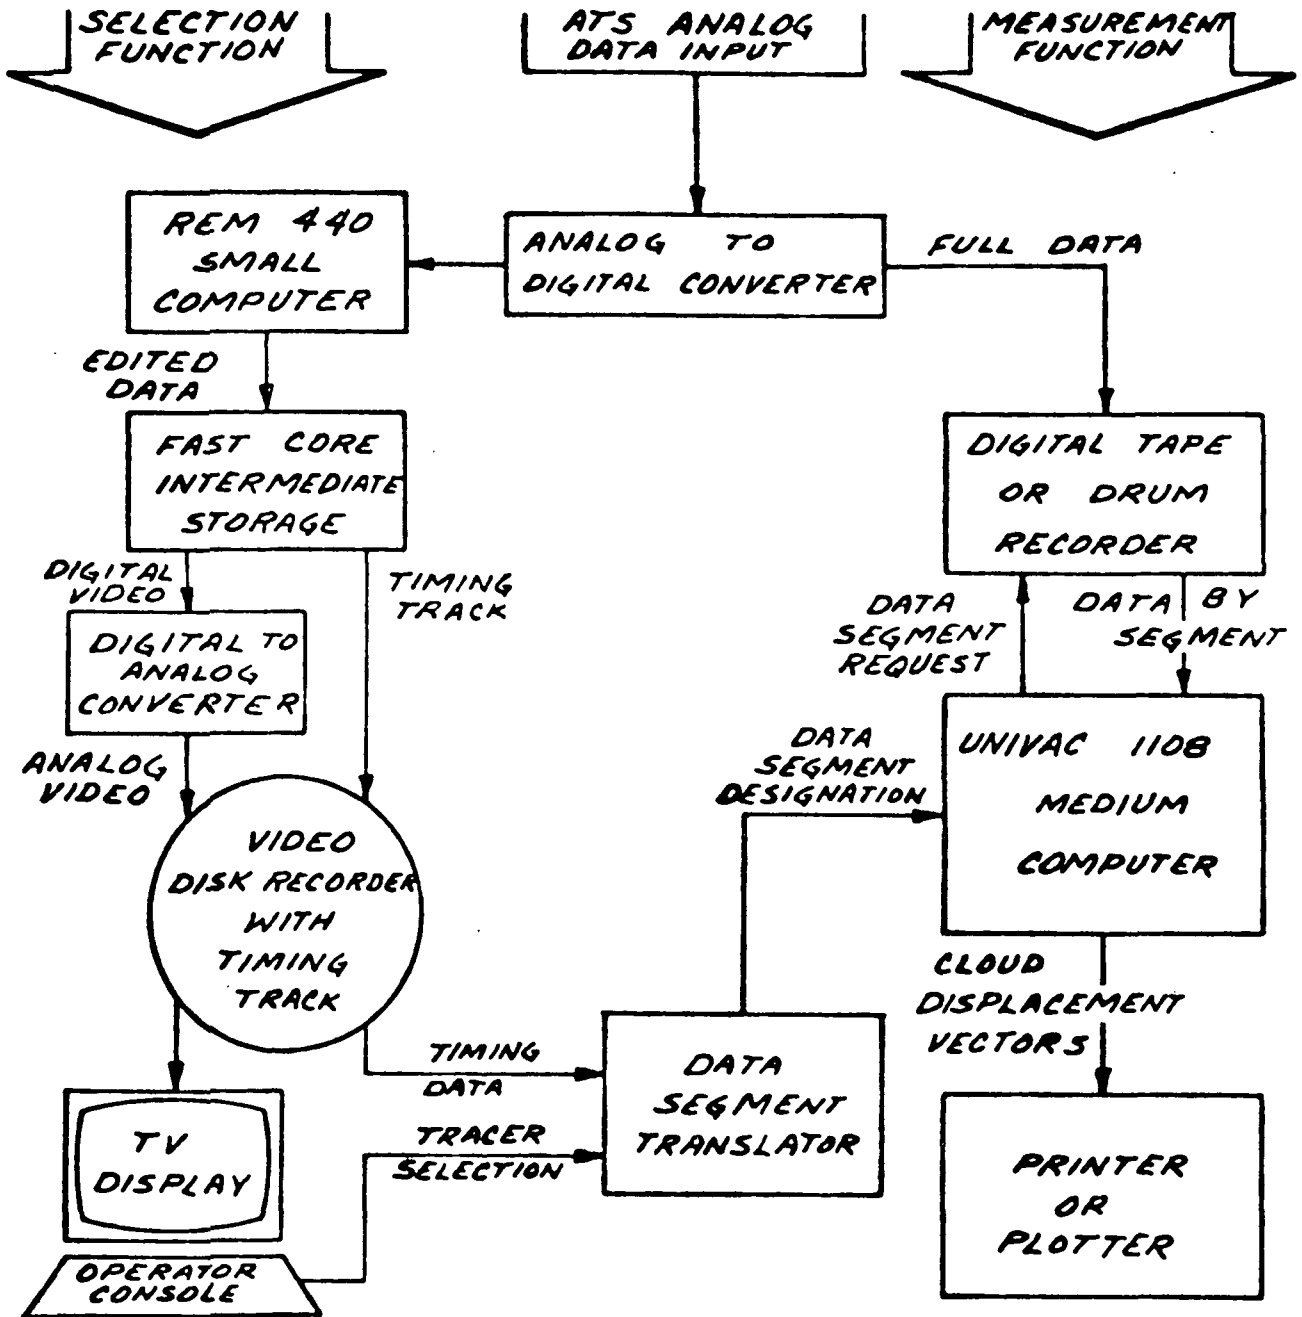 SELECTION
FUNCTION
ATS ANALOG
DATA INPUT
MEASUREMENT
FUNCTION
REM 440
SMALL
COMPUTER
ANALOG TO
DIGITAL CONVERTER
FULL DATA
EDITED
DATA
FAST CORE
INTERMEDIATE
STORAGE
DIGITAL TAPE
OR DRUM
RECORDER
DIGITAL
VIDEO
TIMING
TRACK
DATA
SEGMENT
REQUEST
DATA BY
SEGMENT
DIGITAL TO
ANALOG
CONVERTER
ANALOG
VIDEO
DATA
SEGMENT
DESIGNATION
UNIVAC 1108
MEDIUM
COMPUTER
VIDEO
DISK RECORDER
WITH
TIMING
TRACK
CLOUD
DISPLACEMENT
VECTORS
TIMING
DATA
DATA
SEGMENT
TRANSLATOR
TRACER
SELECTION
TV
DISPLAY
PRINTER
OR
PLOTTER
OPERATOR
CONSOLE